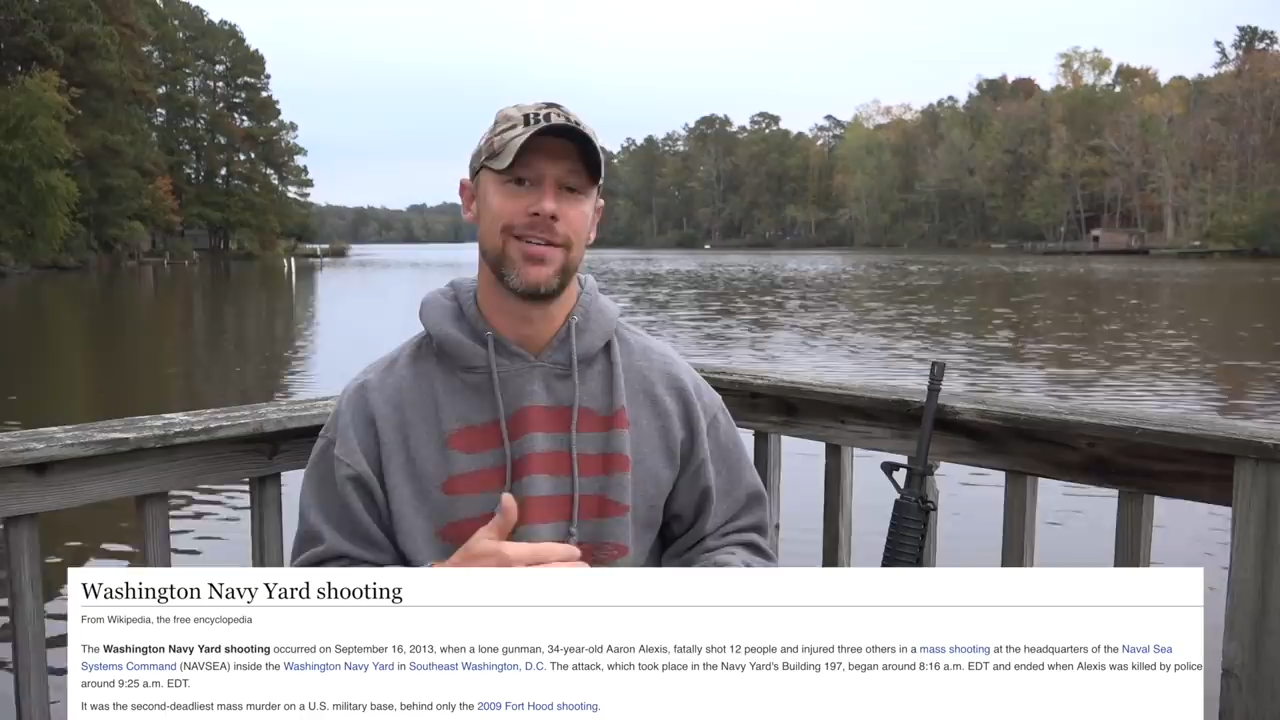 BC
Washington Navy Yard shooting
From Wikipedia, the free encyclopedia
The Washington Navy Yard shooting occurred on September 16, 2013, when a lone gunman, 34-year-old Aaron Alexis, fatally shot 12 people and injured three others in a mass shooting at the headquarters of the Naval Sea
Systems Command (NAVSEA) inside the Washington Navy Yard in Southeast Washington, D.C. The attack, which took place in the Navy Yard's Building 197, began around 8:16 a.m. EDT and ended when Alexis was killed by police
around 9:25 a.m. EDT.
It was the second-deadliest mass murder on a U.S. military base, behind only the 2009 Fort Hood shooting.